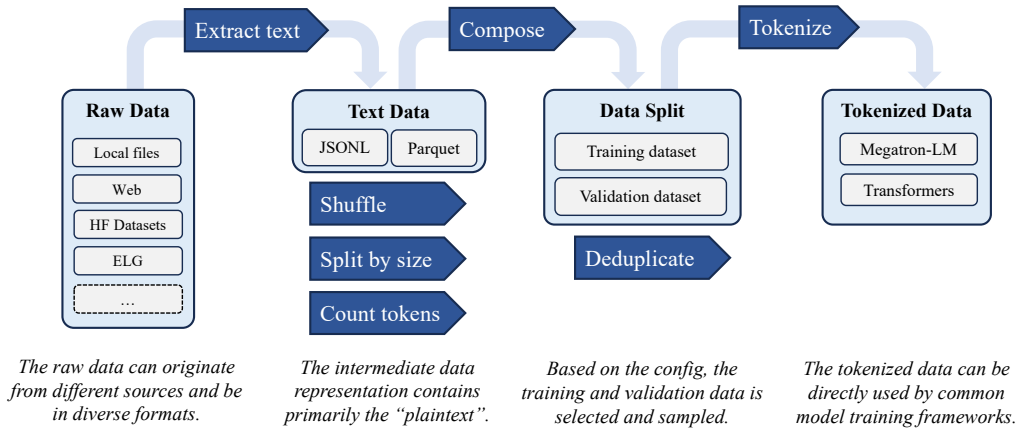 Extract text
Compose
Tokenize
Raw Data
Local files
Web
HF Datasets
ELG
...
Text Data
JSONL
Parquet
Shuffle
Split by size
Count tokens
Data Split
Training dataset
Validation dataset
Deduplicate
Tokenized Data
Megatron-LM
Transformers
The raw data can originate
from different sources and be
in diverse formats.
The intermediate data
representation contains
primarily the “plaintext”.
Based on the config, the
training and validation data is
selected and sampled.
The tokenized data can be
directly used by common
model training frameworks.